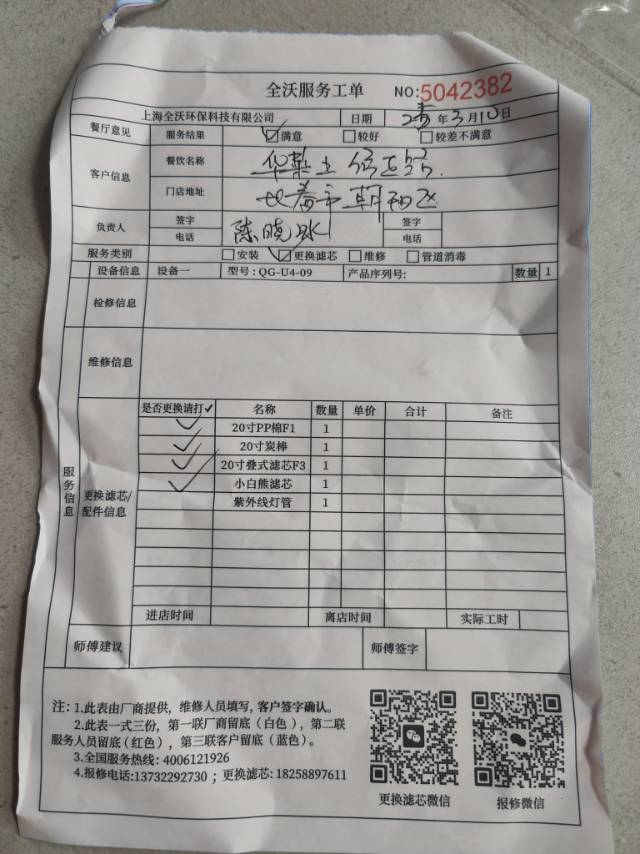 全沃服务工单 NO:5042382
上海全沃环保科技有限公司 日期 年3月10日
餐厅意见 服务结果 ☑满意 □较好 □较差不满意
客户信息 餐饮名称
门店地址 长春市朝阳区
负责人 签字 电话 陈晓冰 签字 电话
服务类别 □安装 ☑更换滤芯 □维修 □管道消毒
设备信息 设备一 型号:QG-U4-09 产品序列号: 数量 1
检修信息
维修信息
服务信息
更换滤芯/配件信息
是否更换请打✓ 名称 数量 单价 合计 备注
✓ 20寸PP棉F1 1
✓ 20寸炭棒 1
✓ 20寸叠式滤芯F3 1
✓ 小白熊滤芯 1
紫外线灯管 1
进店时间 离店时间 实际工时
师傅建议 师傅签字
注:1.此表由厂商提供,维修人员填写,客户签字确认。
2.此表一式三份,第一联厂商留底(白色),第二联
服务人员留底(红色),第三联客户留底(蓝色)。
3.全国服务热线:4006121926
4.报修电话:13732292730;更换滤芯:18258897611
更换滤芯微信 报修微信